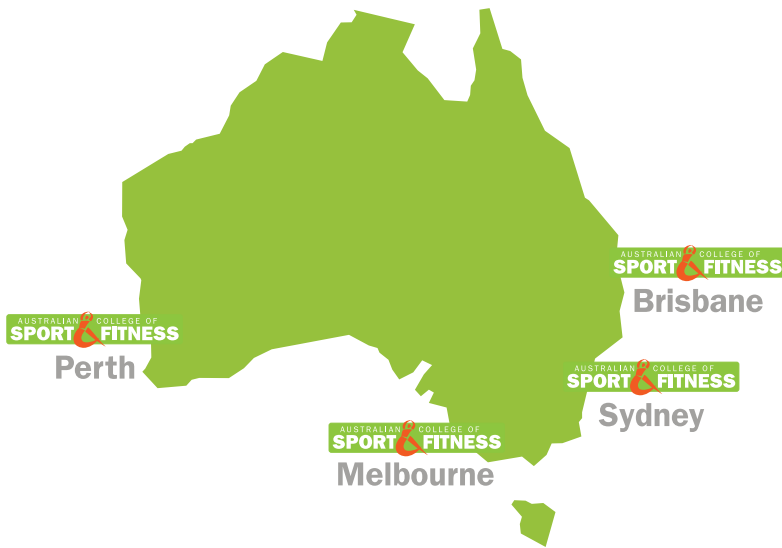 AUSTRALIAN COLLEGE OF
SPORT & FITNESS
Brisbane
AUSTRALIAN COLLEGE OF
SPORT & FITNESS
Perth
AUSTRALIAN COLLEGE OF
SPORT & FITNESS
Sydney
AUSTRALIAN COLLEGE OF
SPORT & FITNESS
Melbourne